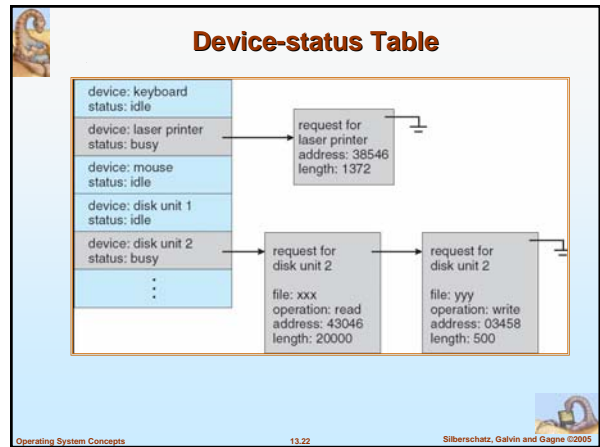 Device-status Table
device: keyboard
status: idle
device: laser printer
status: busy
device: mouse
status: idle
device: disk unit 1
status: idle
device: disk unit 2
status: busy
request for
laser printer
address: 38546
length: 1372
request for
disk unit 2
file: xxx
operation: read
address: 43046
length: 20000
request for
disk unit 2
file: yyy
operation: write
address: 03458
length: 500
Operating System Concepts
13.22
Silberschatz, Galvin and Gagne ©2005